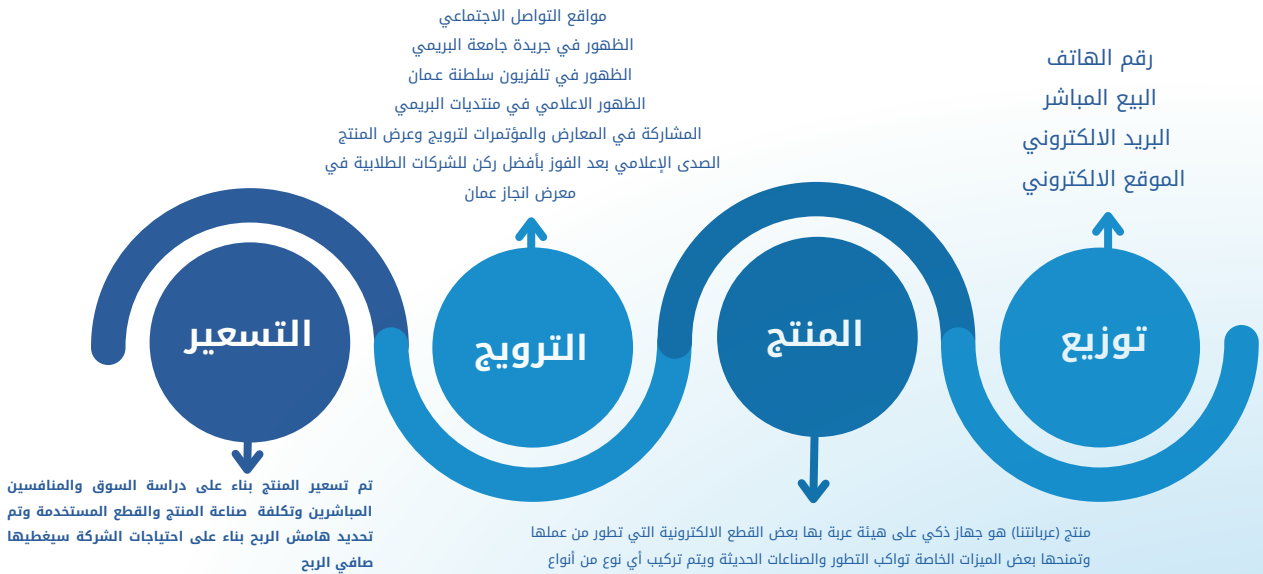 رقم الهاتف
البيع المباشر
البريد الالكتروني
الموقع الالكتروني
توزيع
المنتج
منتج (عربانتنا) هو جهاز ذكي على هيئة عربة بها بعض القطع الالكترونية التي تطور من عملها
وتمنحها بعض الميزات الخاصة تواكب التطور والصناعات الحديثة ويتم تركيب أي نوع من أنواع
مواقع التواصل الاجتماعي
الظهور في جريدة جامعة البريمي
الظهور في تلفزيون سلطنة عمان
الظهور الاعلامي في منتديات البريمي
المشاركة في المعارض والمؤتمرات لترويج وعرض المنتج
الصدى الإعلامي بعد الفوز بأفضل ركن للشركات الطلابية في
معرض انجاز عمان
الترويج
التسعير
تم تسعير المنتج بناء على دراسة السوق والمنافسين
المباشرين وتكلفة صناعة المنتج والقطع المستخدمة وتم
تحديد هامش الربح بناء على احتياجات الشركة سيغطيها
صافي الربح